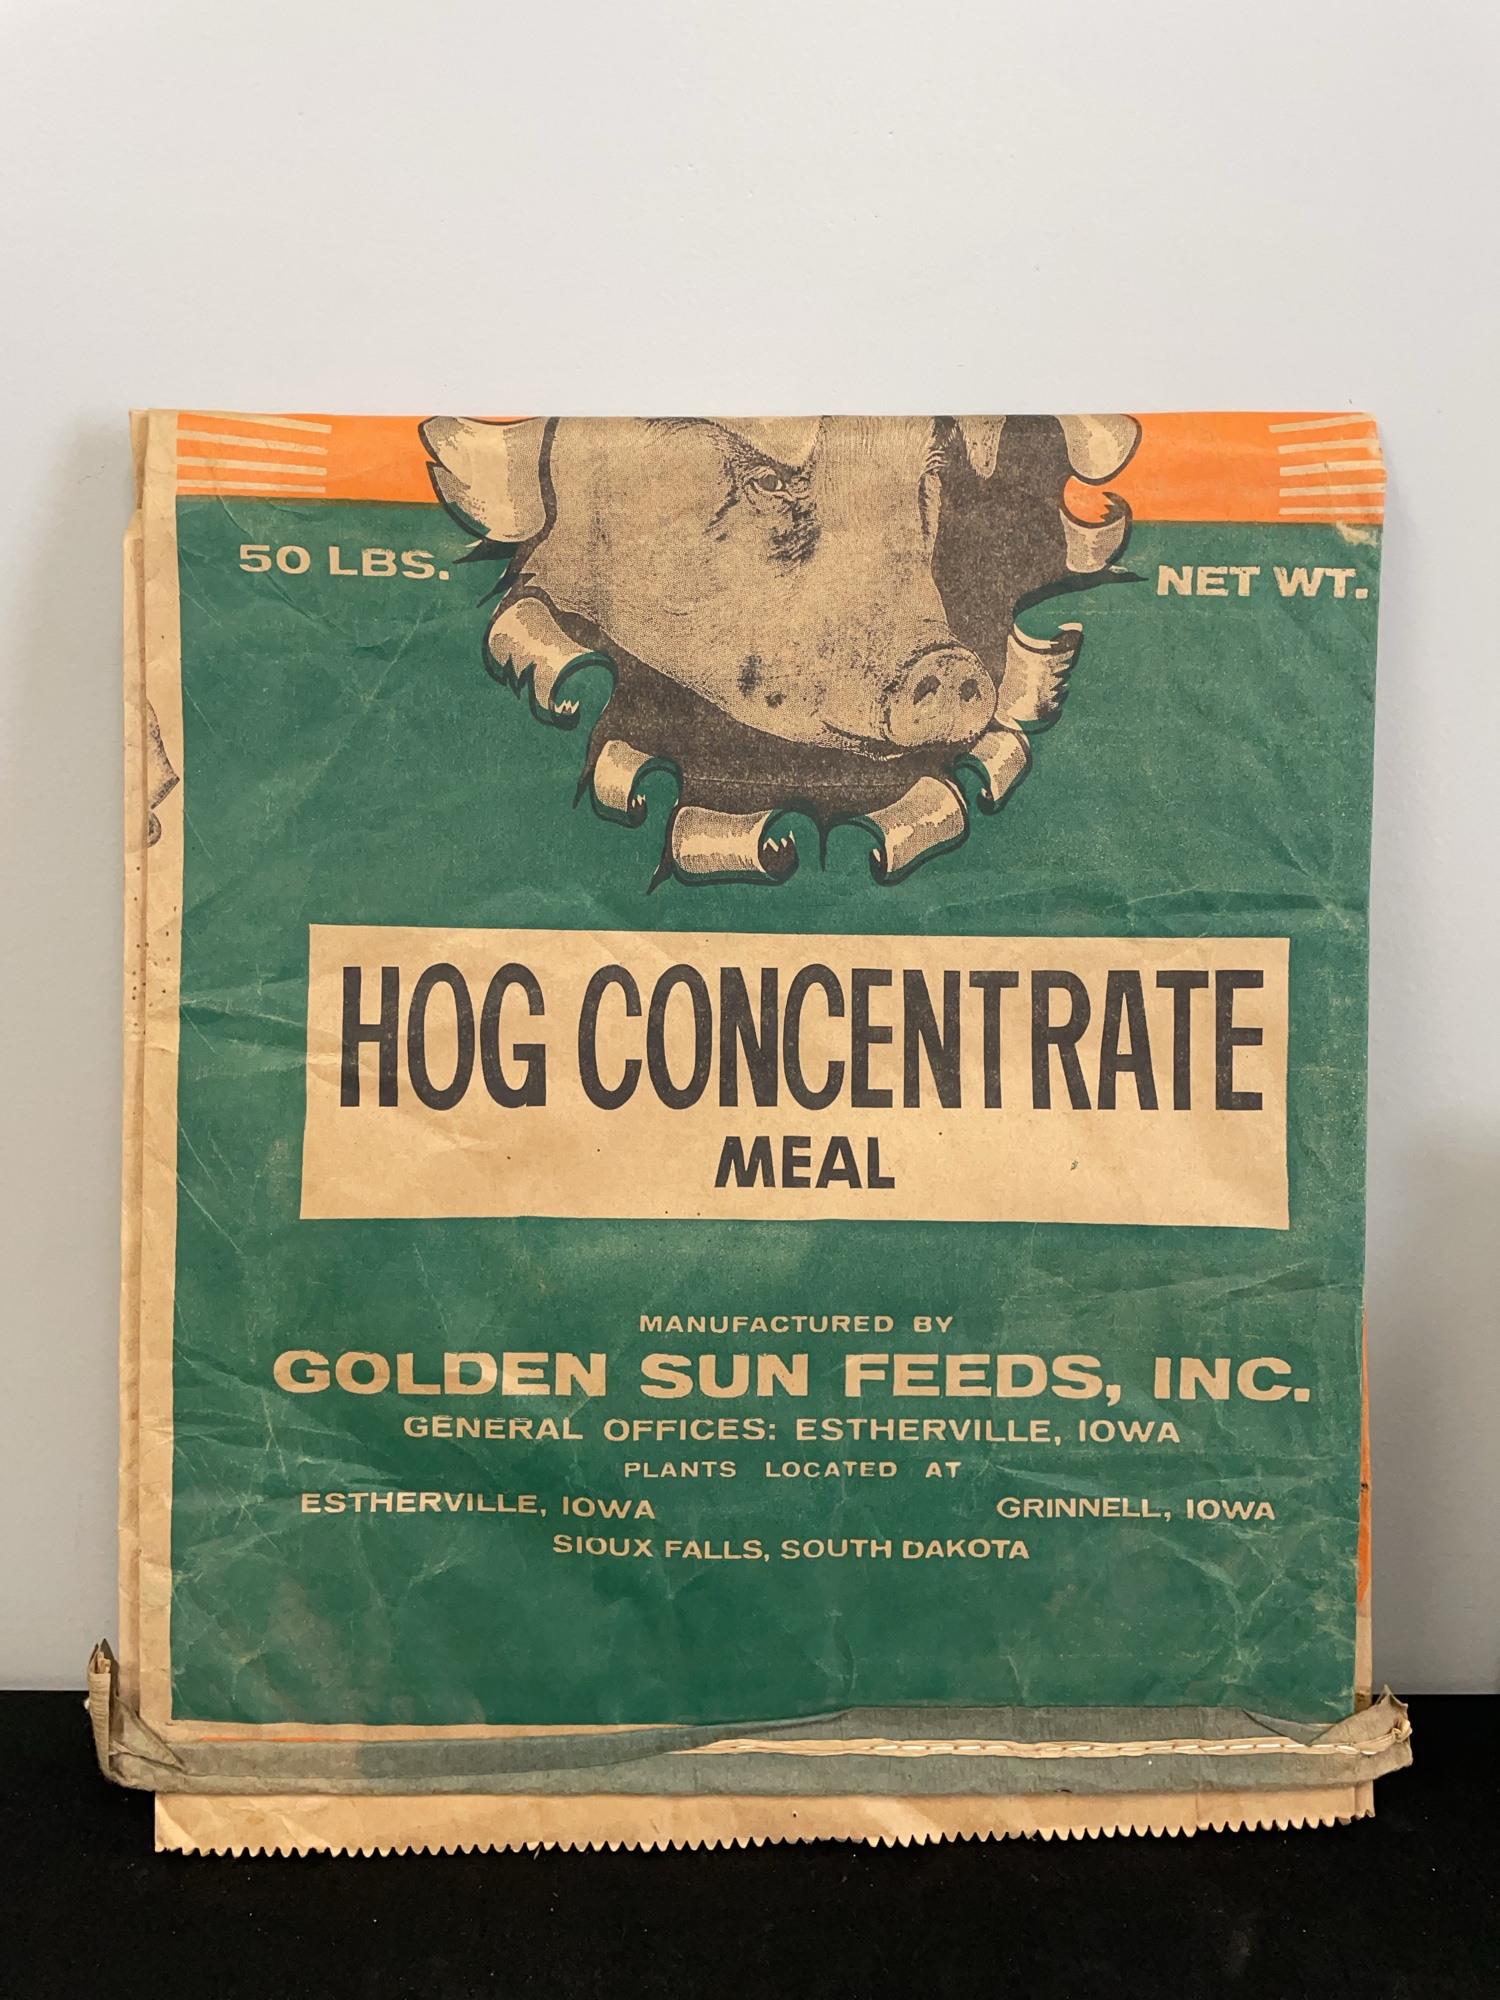 50 LBS. NET WT.
HOG CONCENTRATE
MEAL
MANUFACTURED BY
GOLDEN SUN FEEDS, INC.
GENERAL OFFICES: ESTHERVILLE, IOWA
PLANTS LOCATED AT
ESTHERVILLE, IOWA GRINNELL, IOWA
SIOUX FALLS, SOUTH DAKOTA